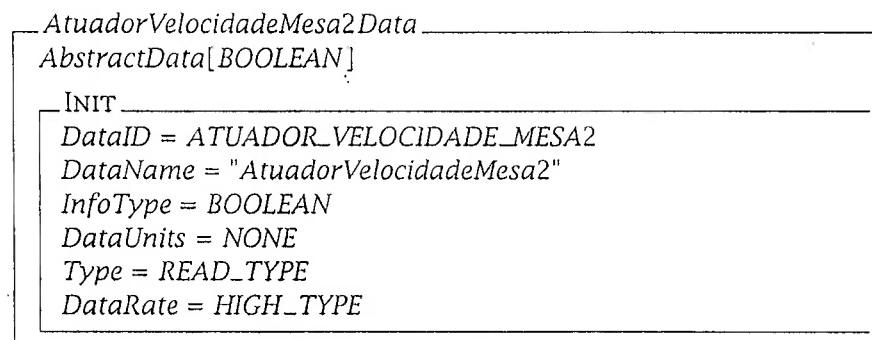 AtuadorVelocidadeMesa2Data
AbstractData[BOOLEAN]
INIT
DataID = ATUADOR_VELOCIDADE_MESA2
DataName = "AtuadorVelocidadeMesa2"
InfoType = BOOLEAN
DataUnits = NONE
Type = READ_TYPE
DataRate = HIGH_TYPE